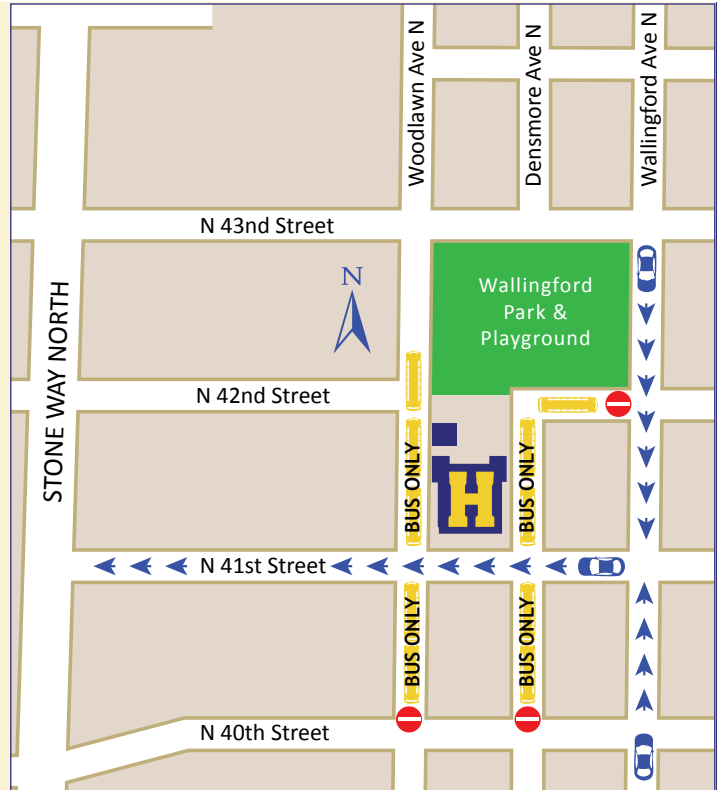 Woodlawn Ave N
Densmore Ave N
Wallingford Ave N
N 43nd Street
N
Wallingford
Park &
Playground
STONE WAY NORTH
N 42nd Street
BUS ONLY
H
BUS ONLY
N 41st Street
BUS ONLY
BUS ONLY
N 40th Street